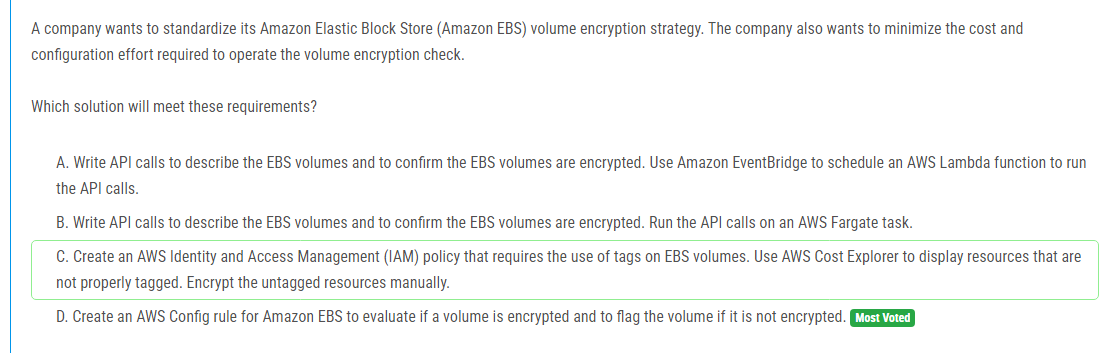 A company wants to standardize its Amazon Elastic Block Store (Amazon EBS) volume encryption strategy. The company also wants to minimize the cost and
configuration effort required to operate the volume encryption check.
Which solution will meet these requirements?
A. Write API calls to describe the EBS volumes and to confirm the EBS volumes are encrypted. Use Amazon EventBridge to schedule an AWS Lambda function to run
the API calls.
B. Write API calls to describe the EBS volumes and to confirm the EBS volumes are encrypted. Run the API calls on an AWS Fargate task.
C. Create an AWS Identity and Access Management (IAM) policy that requires the use of tags on EBS volumes. Use AWS Cost Explorer to display resources that are
not properly tagged. Encrypt the untagged resources manually.
D. Create an AWS Config rule for Amazon EBS to evaluate if a volume is encrypted and to flag the volume if it is not encrypted. Most Voted